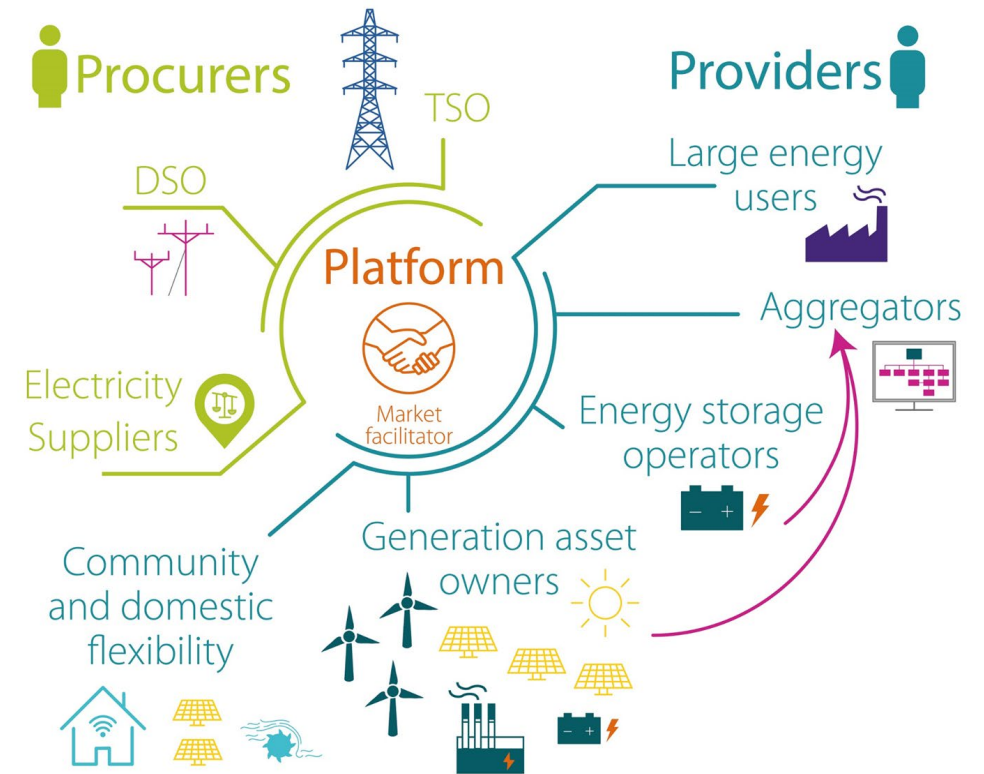 Procurers
Providers
TSO
DSO
Large energy
users
Platform
Aggregators
Market
facilitator
Electricity
Suppliers
Energy storage
operators
Generation asset
owners
Community
and domestic
flexibility